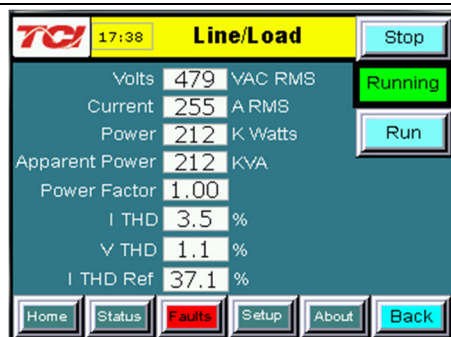 TCI 17:38 Line/Load Stop
Volts 479 VAC RMS Running
Current 255 A RMS
Power 212 K Watts Run
Apparent Power 212 KVA
Power Factor 1.00
I THD 3.5 %
V THD 1.1 %
I THD Ref 37.1 %
Home Status Faults Setup About Back